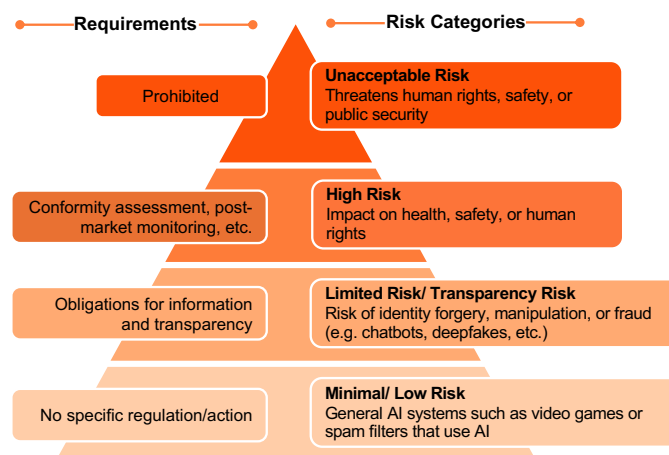 Requirements
Risk Categories
Prohibited
Unacceptable Risk
Threatens human rights, safety, or
public security
Conformity assessment, post-
market monitoring, etc.
High Risk
Impact on health, safety, or human
rights
Obligations for information
and transparency
Limited Risk/ Transparency Risk
Risk of identity forgery, manipulation, or fraud
(e.g. chatbots, deepfakes, etc.)
No specific regulation/action
Minimal/ Low Risk
General AI systems such as video games or
spam filters that use AI